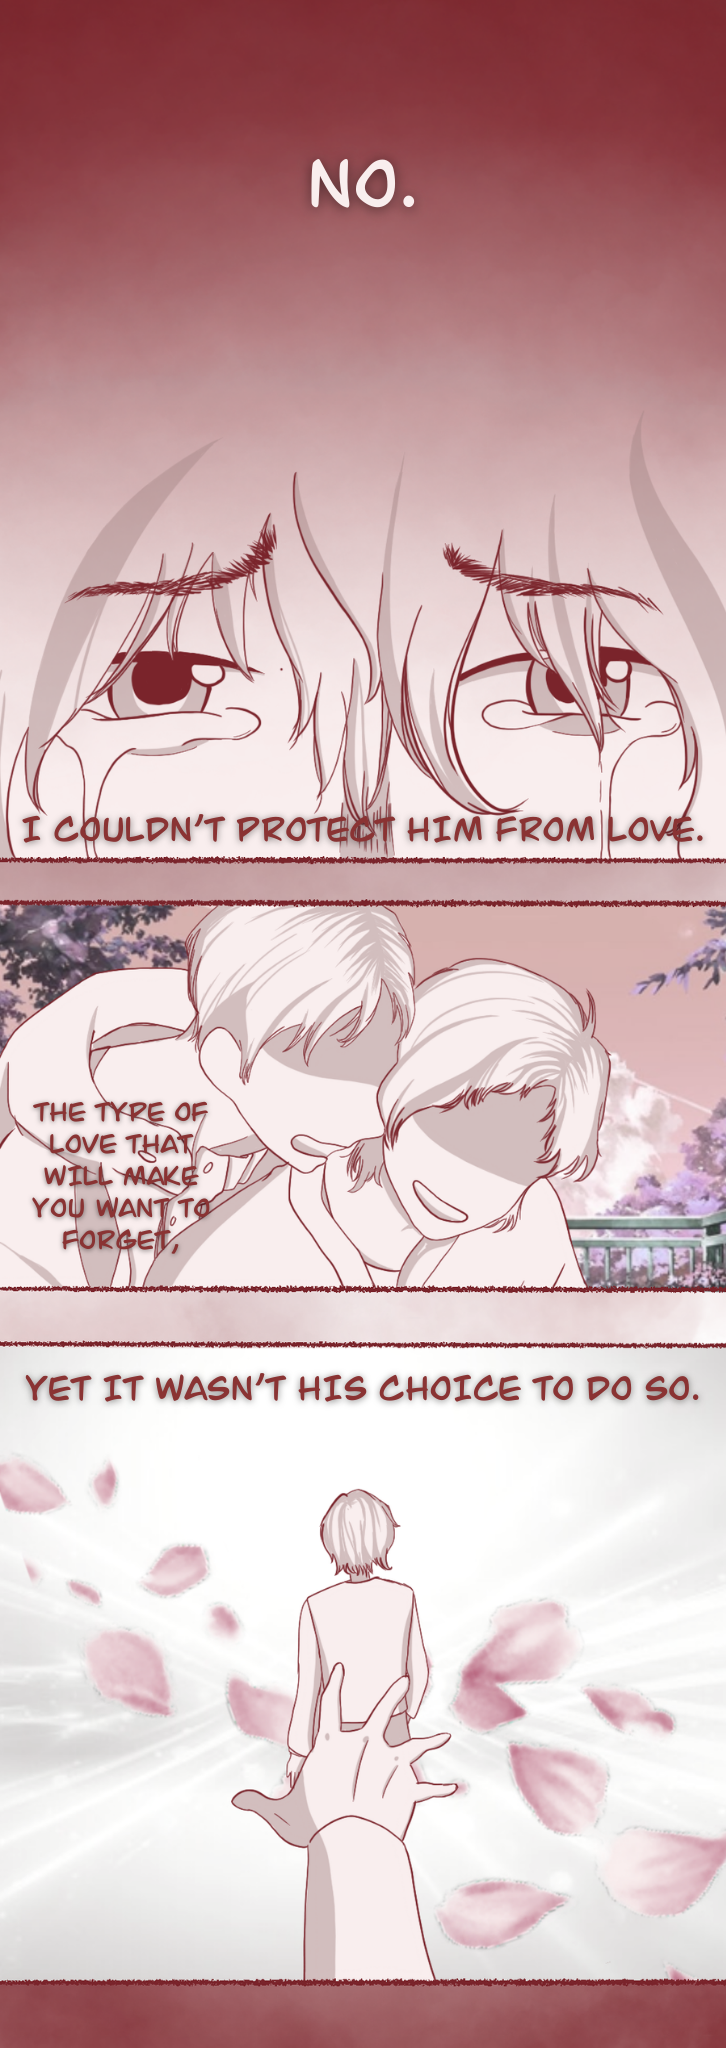 NO.
I COULDN'T PROTECT HIM FROM LOVE.
THE TYPE OF
LOVE THAT
WILL MAKE
YOU WANT TO
FORGET,
YET IT WASN'T HIS CHOICE TO DO SO.